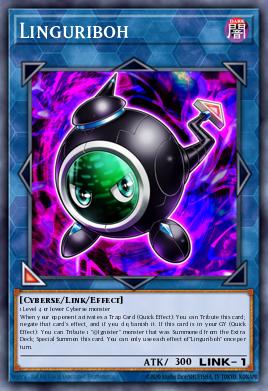 LINGURIBOH
DARK
闇
[CYBERSE/LINK/EFFECT]
1 Level 4 or lower Cyberse monster
When your opponent activates a Trap Card (Quick Effect): You can Tribute this card;
negate that card's effect, and if you do, banish it. If this card is in your GY (Quick
Effect): You can Tribute 1 "@Ignister" monster that was Summoned from the Extra
Deck; Special Summon this card. You can only use each effect of "Linguriboh" once per
turn.
ATK/ 300 LINK-1